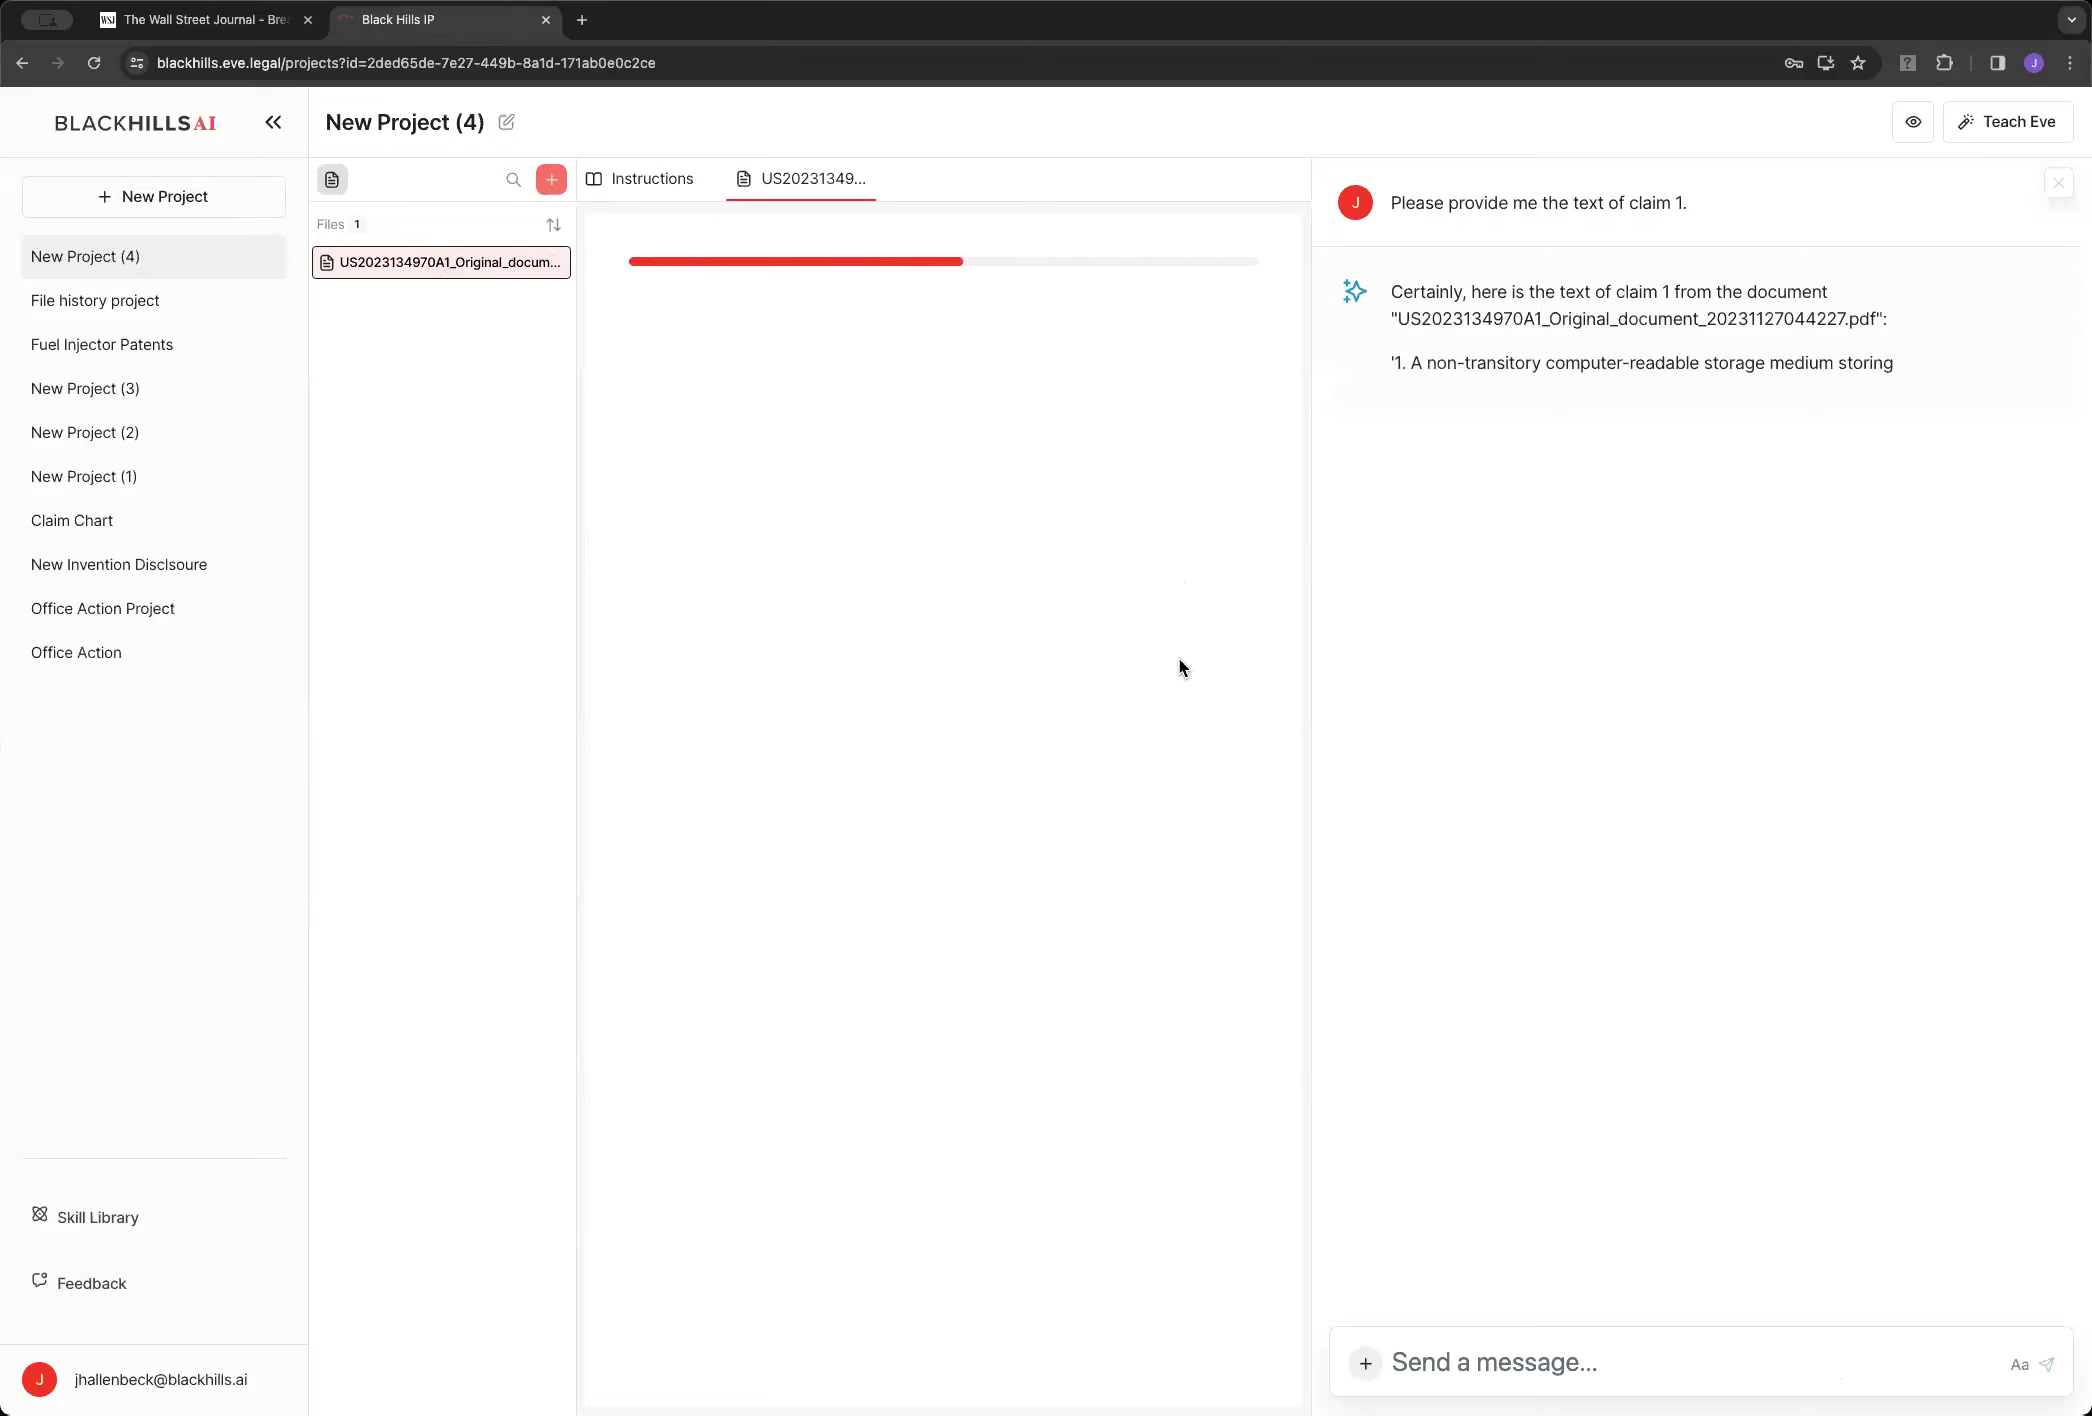 WSJ The Wall Street Journal - Bre
Black Hills IP
blackhills.eve.legal/projects?id=2ded65de-7e27-449b-8a1d-171ab0e0c2ce
J
BLACKHILLSAI
New Project (4)
Teach Eve
New Project
New Project (4)
File history project
Fuel Injector Patents
New Project (3)
New Project (2)
New Project (1)
Claim Chart
New Invention Disclsoure
Office Action Project
Office Action
Skill Library
Feedback
J jhallenbeck@blackhills.ai
Files 1
US2023134970A1_Original_docum...
Instructions
US20231349...
J Please provide me the text of claim 1.
Certainly, here is the text of claim 1 from the document
"US2023134970A1_Original_document_20231127044227.pdf":
'1. A non-transitory computer-readable storage medium storing
Send a message...
Aa